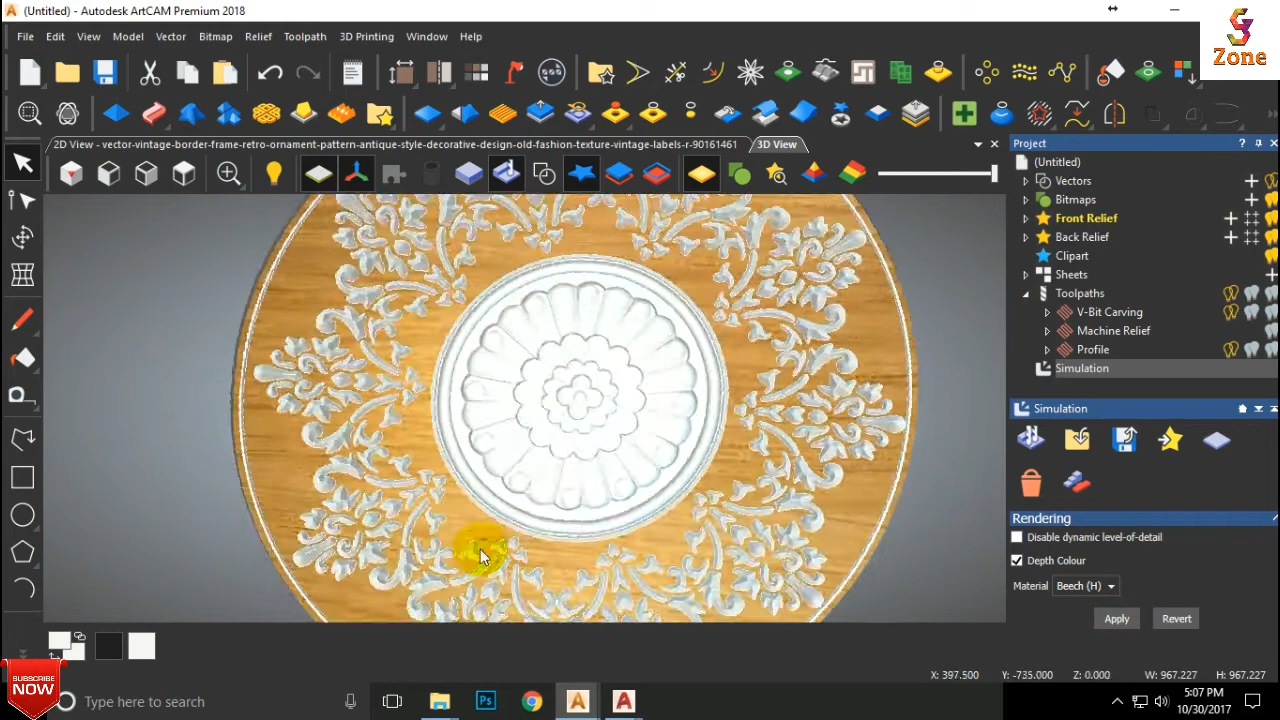 (Untitled) - Autodesk ArtCAM Premium 2018
File Edit View Model Vector Bitmap Relief Toolpath 3D Printing Window Help
Zone
2D View - vector-vintage-border-frame-retro-ornament-pattern-antique-style-decorative-design-old-fashion-texture-vintage-labels-r-90161461 3D View
Project
(Untitled)
Vectors
Bitmaps
Front Relief
Back Relief
Clipart
Sheets
Toolpaths
V-Bit Carving
Machine Relief
Profile
Simulation
Simulation
Rendering
Disable dynamic level-of-detail
Depth Colour
Material Beech (H)
Apply Revert
X: 397.500 Y: -735.000 Z: 0.000 W: 967.227 H: 967.227
SUBSCRIBE
NOW
Type here to search
Ps
5:07 PM
10/30/2017